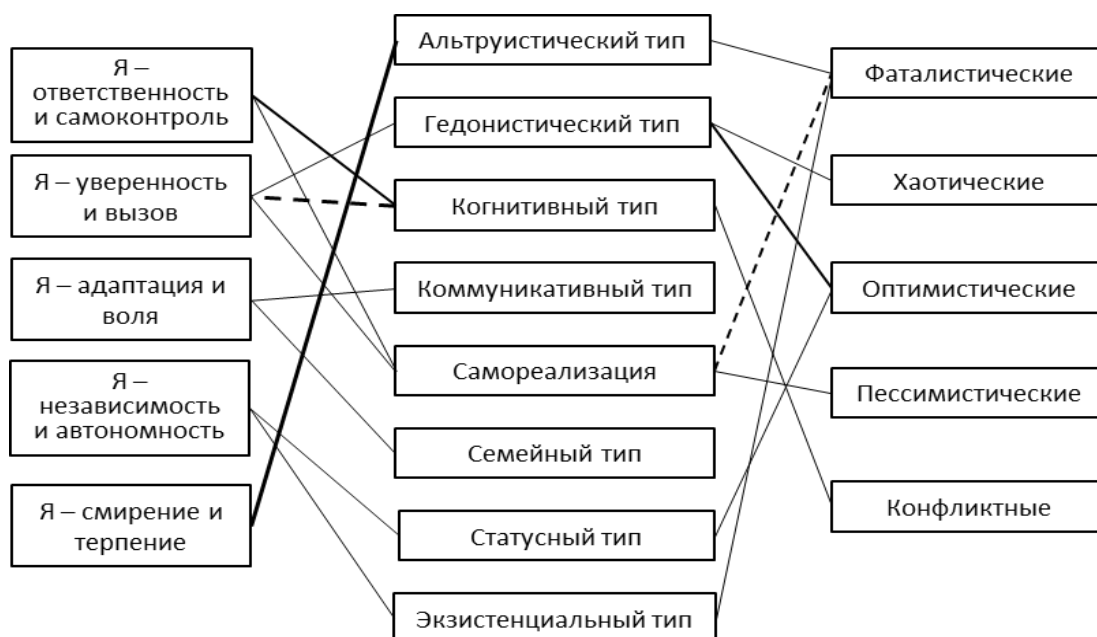 Я –
ответственность
и самоконтроль
Я – уверенность
и вызов
Я – адаптация и
воля
Я –
независимость
и автономность
Я – смирение и
терпение
Альтруистический тип
Гедонистический тип
Когнитивный тип
Коммуникативный тип
Самореализация
Семейный тип
Статусный тип
Экзистенциальный тип
Фаталистические
Хаотические
Оптимистические
Пессимистические
Конфликтные